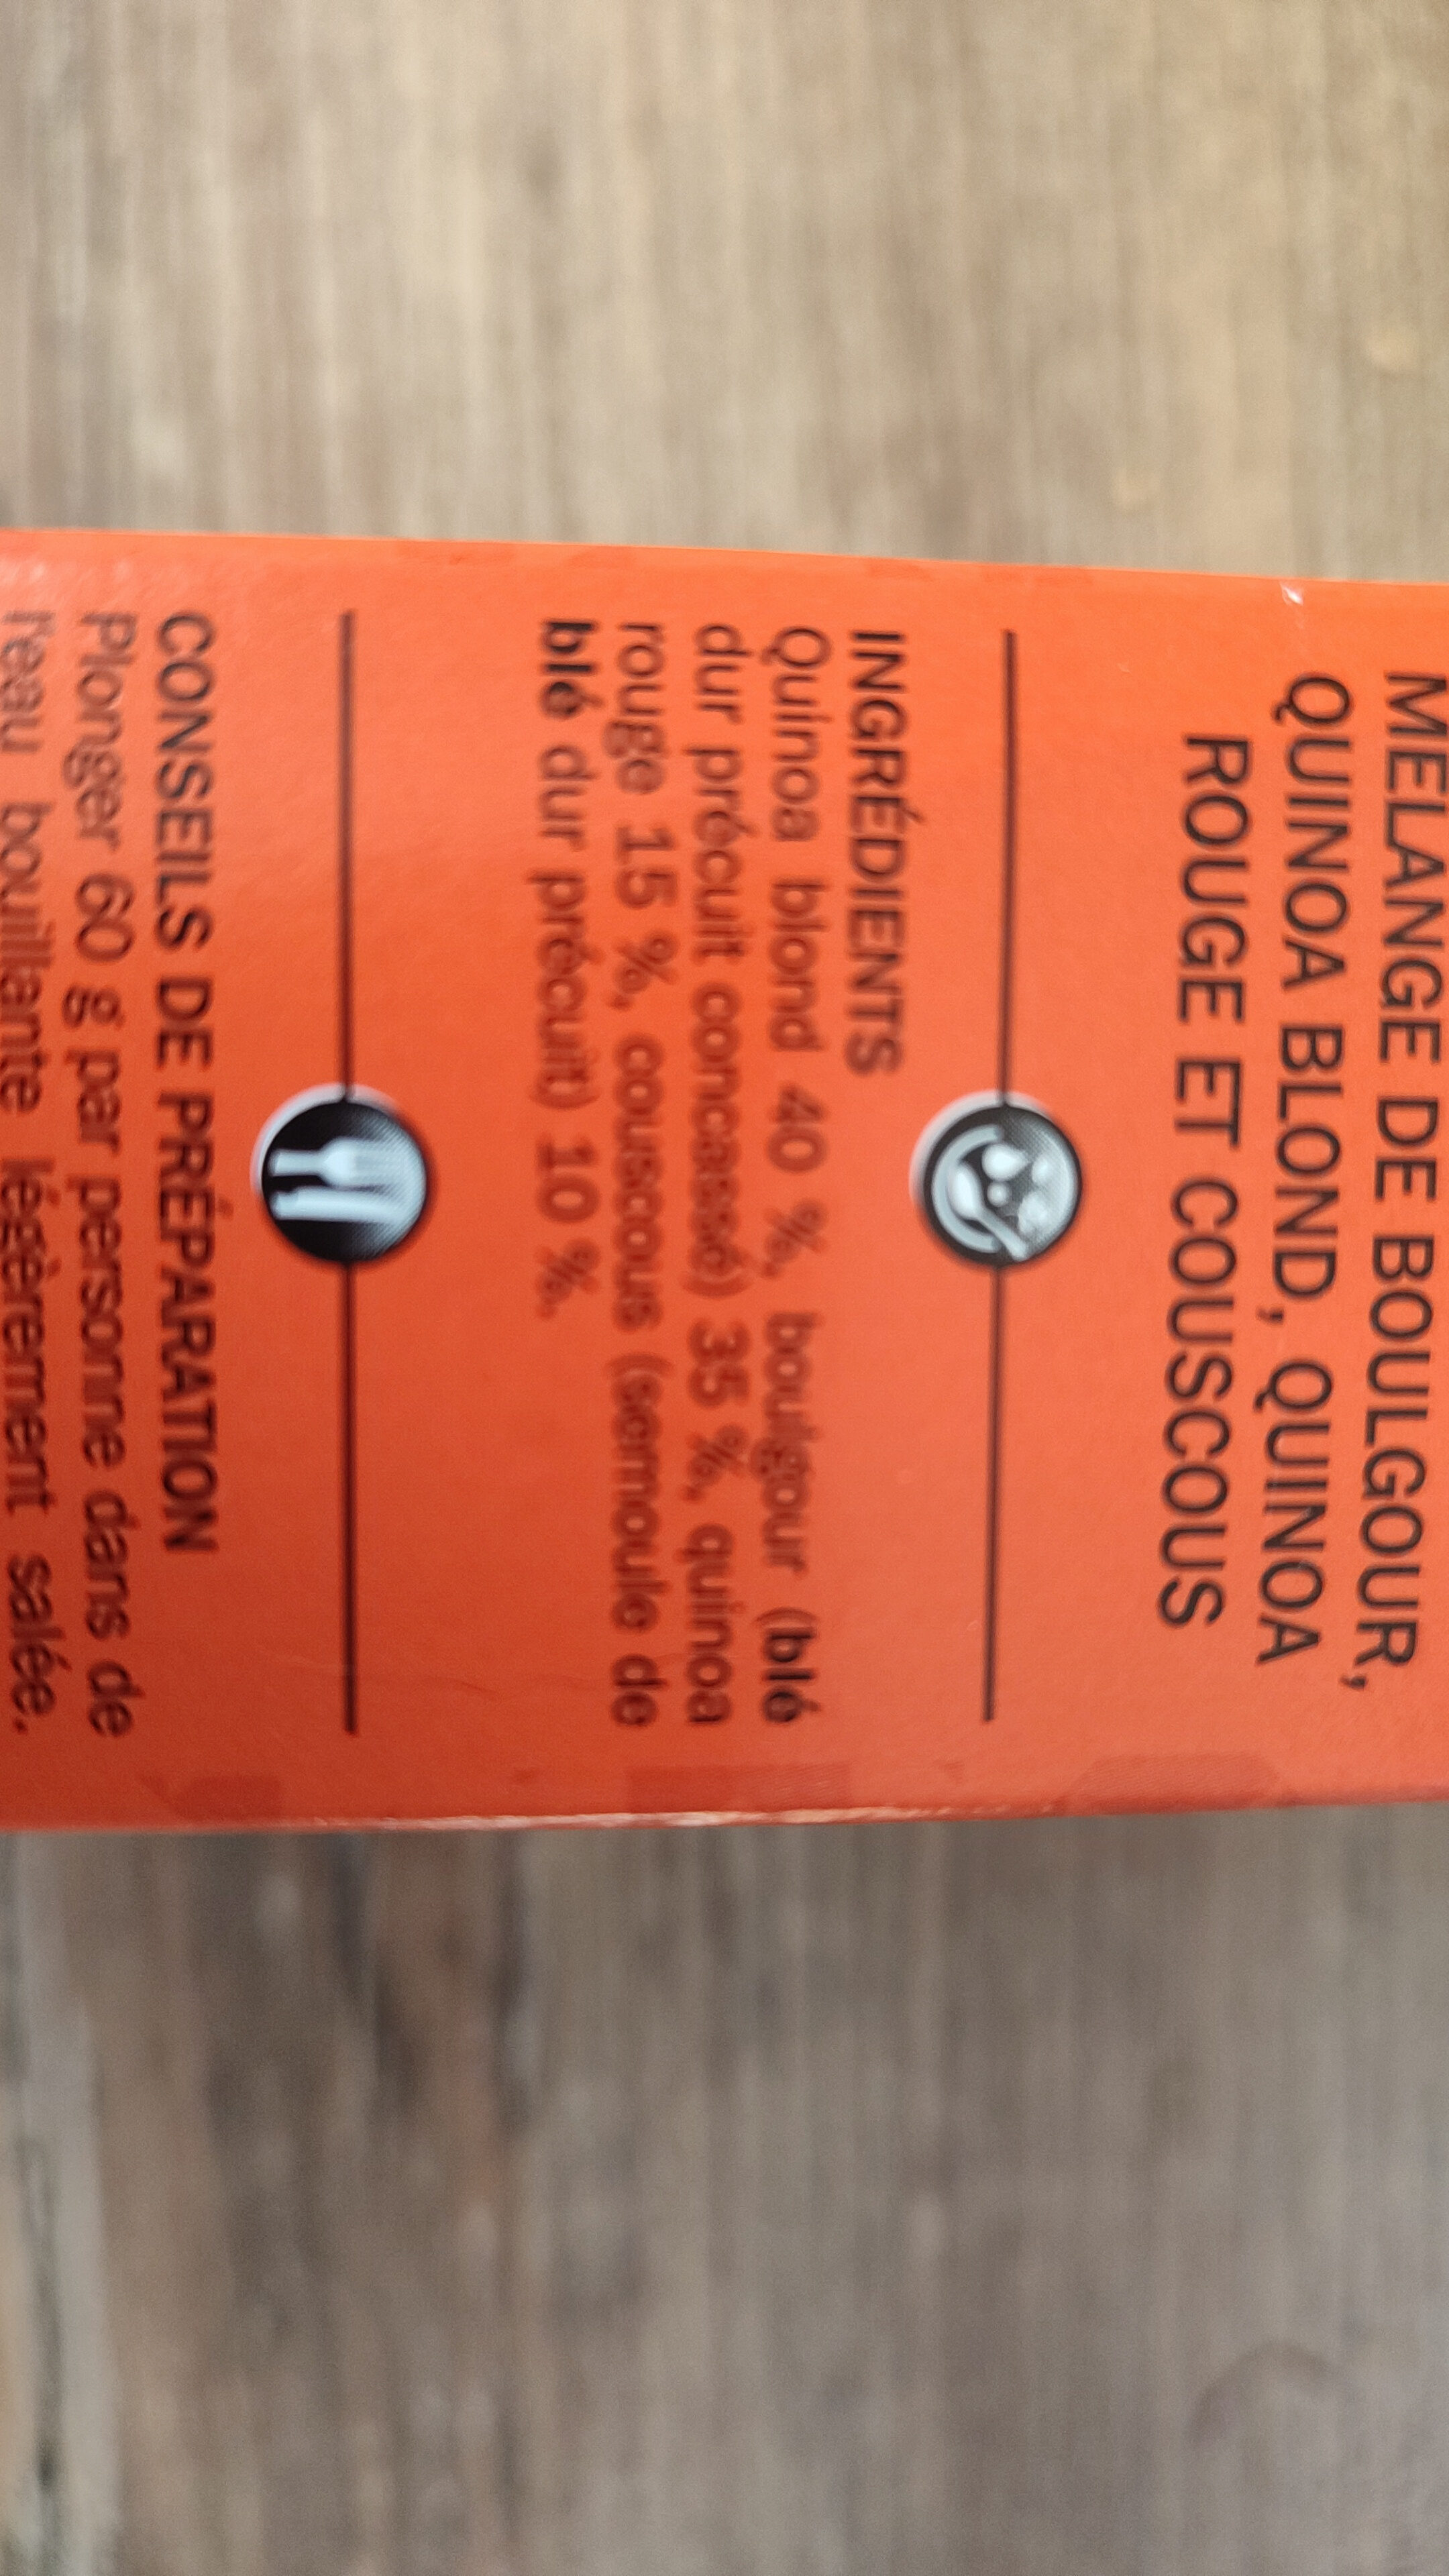 MELANGE DE BOULGOUR,
QUINOA BLOND, QUINOA
ROUGE ET COUSCOUS
INGRÉDIENTS
Quinoa blond 40 %, boulgour (blé
dur précuit concassé) 35 %, quinoa
rouge 15 %, couscous (semoule de
blé dur précuit) 10 %.
CONSEILS DE PRÉPARATION
Plonger 60 g par personne dans de
l'eau bouillante légèrement salée.